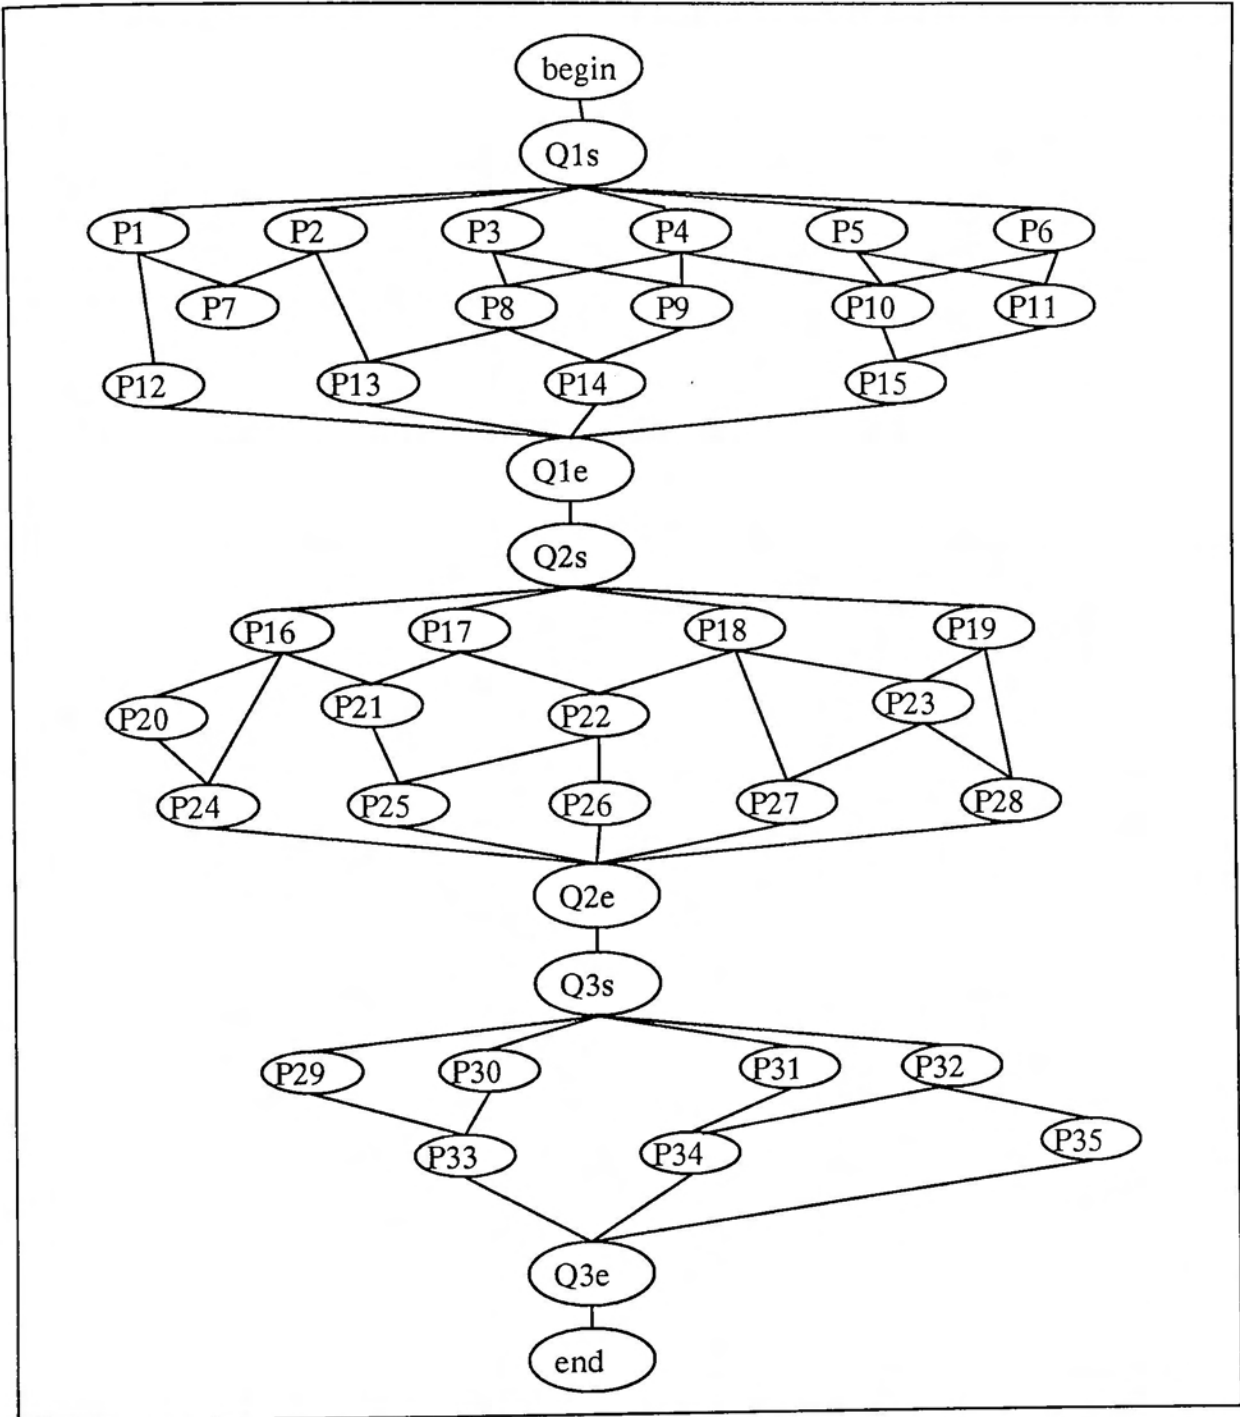 begin
Q1s
P1 P2 P3 P4 P5 P6
P7 P8 P9 P10 P11
P12 P13 P14 P15
Q1e
Q2s
P16 P17 P18 P19
P20 P21 P22 P23
P24 P25 P26 P27 P28
Q2e
Q3s
P29 P30 P31 P32
P33 P34 P35
Q3e
end